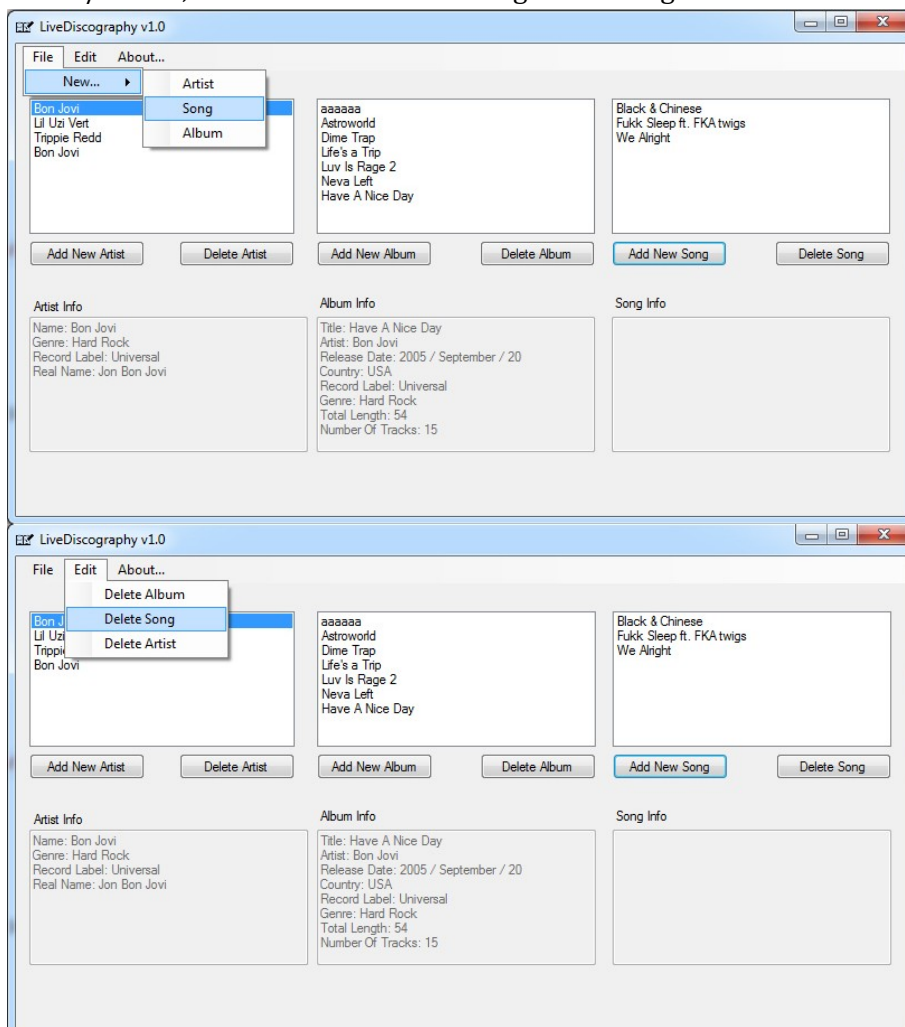 LiveDiscography v1.0
File Edit About...
New...
Artist
Song
Album
Bon Jovi
Lil Uzi Vert
Trippie Redd
Bon Jovi
aaaaaa
Astroworld
Dime Trap
Life's a Trip
Luv Is Rage 2
Neva Left
Have A Nice Day
Black & Chinese
Fukk Sleep ft. FKA twigs
We Alright
Add New Artist Delete Artist Add New Album Delete Album Add New Song Delete Song
Artist Info
Name: Bon Jovi
Genre: Hard Rock
Record Label: Universal
Real Name: Jon Bon Jovi
Album Info
Title: Have A Nice Day
Artist: Bon Jovi
Release Date: 2005 / September / 20
Country: USA
Record Label: Universal
Genre: Hard Rock
Total Length: 54
Number Of Tracks: 15
Song Info
LiveDiscography v1.0
File Edit About...
Delete Album
Delete Song
Delete Artist
Bon J
Lil Uzi
Trippie
Bon Jovi
aaaaaa
Astroworld
Dime Trap
Life's a Trip
Luv Is Rage 2
Neva Left
Have A Nice Day
Black & Chinese
Fukk Sleep ft. FKA twigs
We Alright
Add New Artist Delete Artist Add New Album Delete Album Add New Song Delete Song
Artist Info
Name: Bon Jovi
Genre: Hard Rock
Record Label: Universal
Real Name: Jon Bon Jovi
Album Info
Title: Have A Nice Day
Artist: Bon Jovi
Release Date: 2005 / September / 20
Country: USA
Record Label: Universal
Genre: Hard Rock
Total Length: 54
Number Of Tracks: 15
Song Info